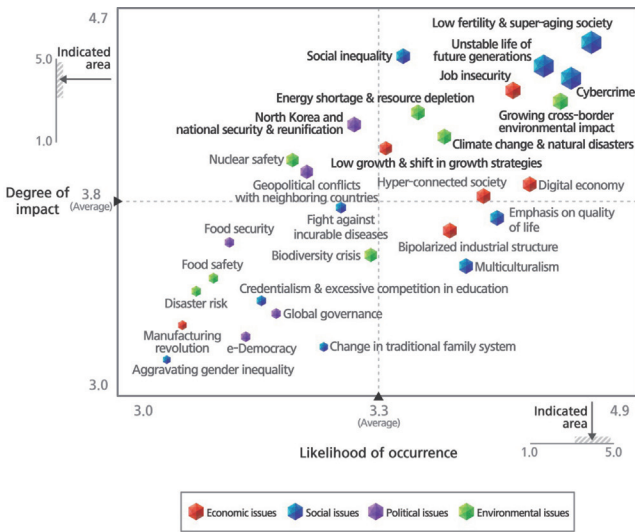 4.7
5.0
Indicated
area
1.0
Low fertility & super-aging society
Social inequality
Unstable life of
future generations
Job insecurity
Cybercrime
Energy shortage & resource depletion
Growing cross-border
environmental impact
North Korea and
national security & reunification
Climate change & natural disasters
Nuclear safety
Low growth & shift in growth strategies
Geopolitical conflicts
with neighboring countries
Hyper-connected society
Digital economy
Degree of
impact
3.8
(Average)
Fight against
incurable diseases
Emphasis on quality
of life
Food security
Bipolarized industrial structure
Biodiversity crisis
Multiculturalism
Food safety
Disaster risk
Credentialism & excessive competition in education
Global governance
Manufacturing
revolution
e-Democracy
Change in traditional family system
Aggravating gender inequality
3.0
3.0
3.3
(Average)
4.9
Indicated
area
1.0
5.0
Likelihood of occurrence
Economic issues
Social issues
Political issues
Environmental issues